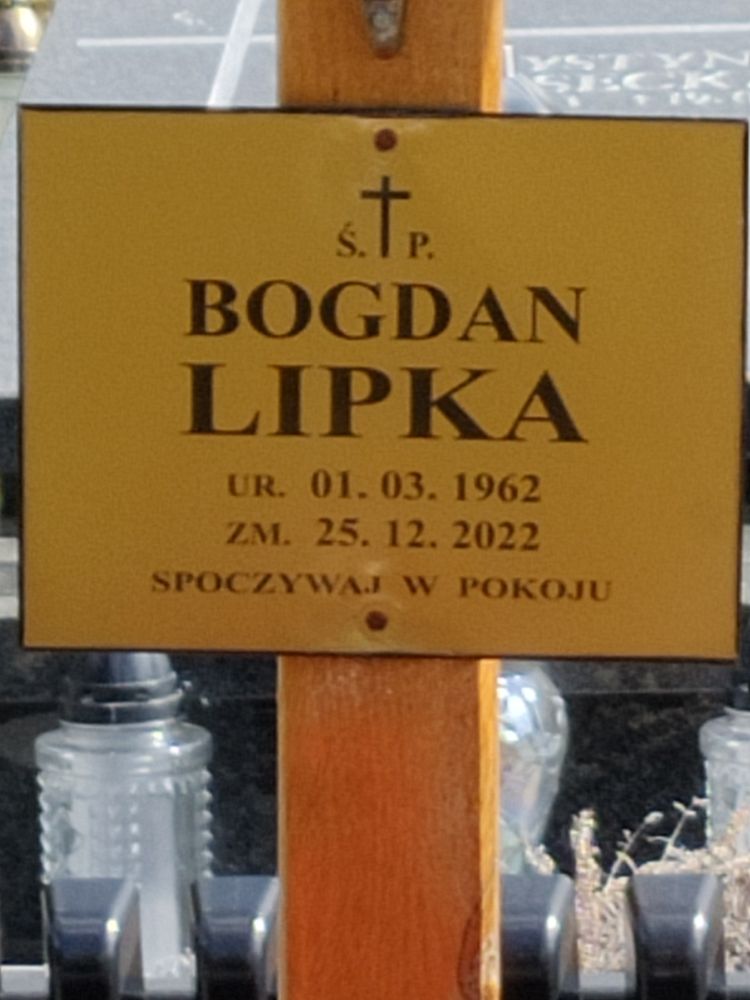 Ś. P.
BOGDAN
LIPKA
UR. 01. 03. 1962
ZM. 25. 12. 2022
SPOCZYWAJ W POKOJU